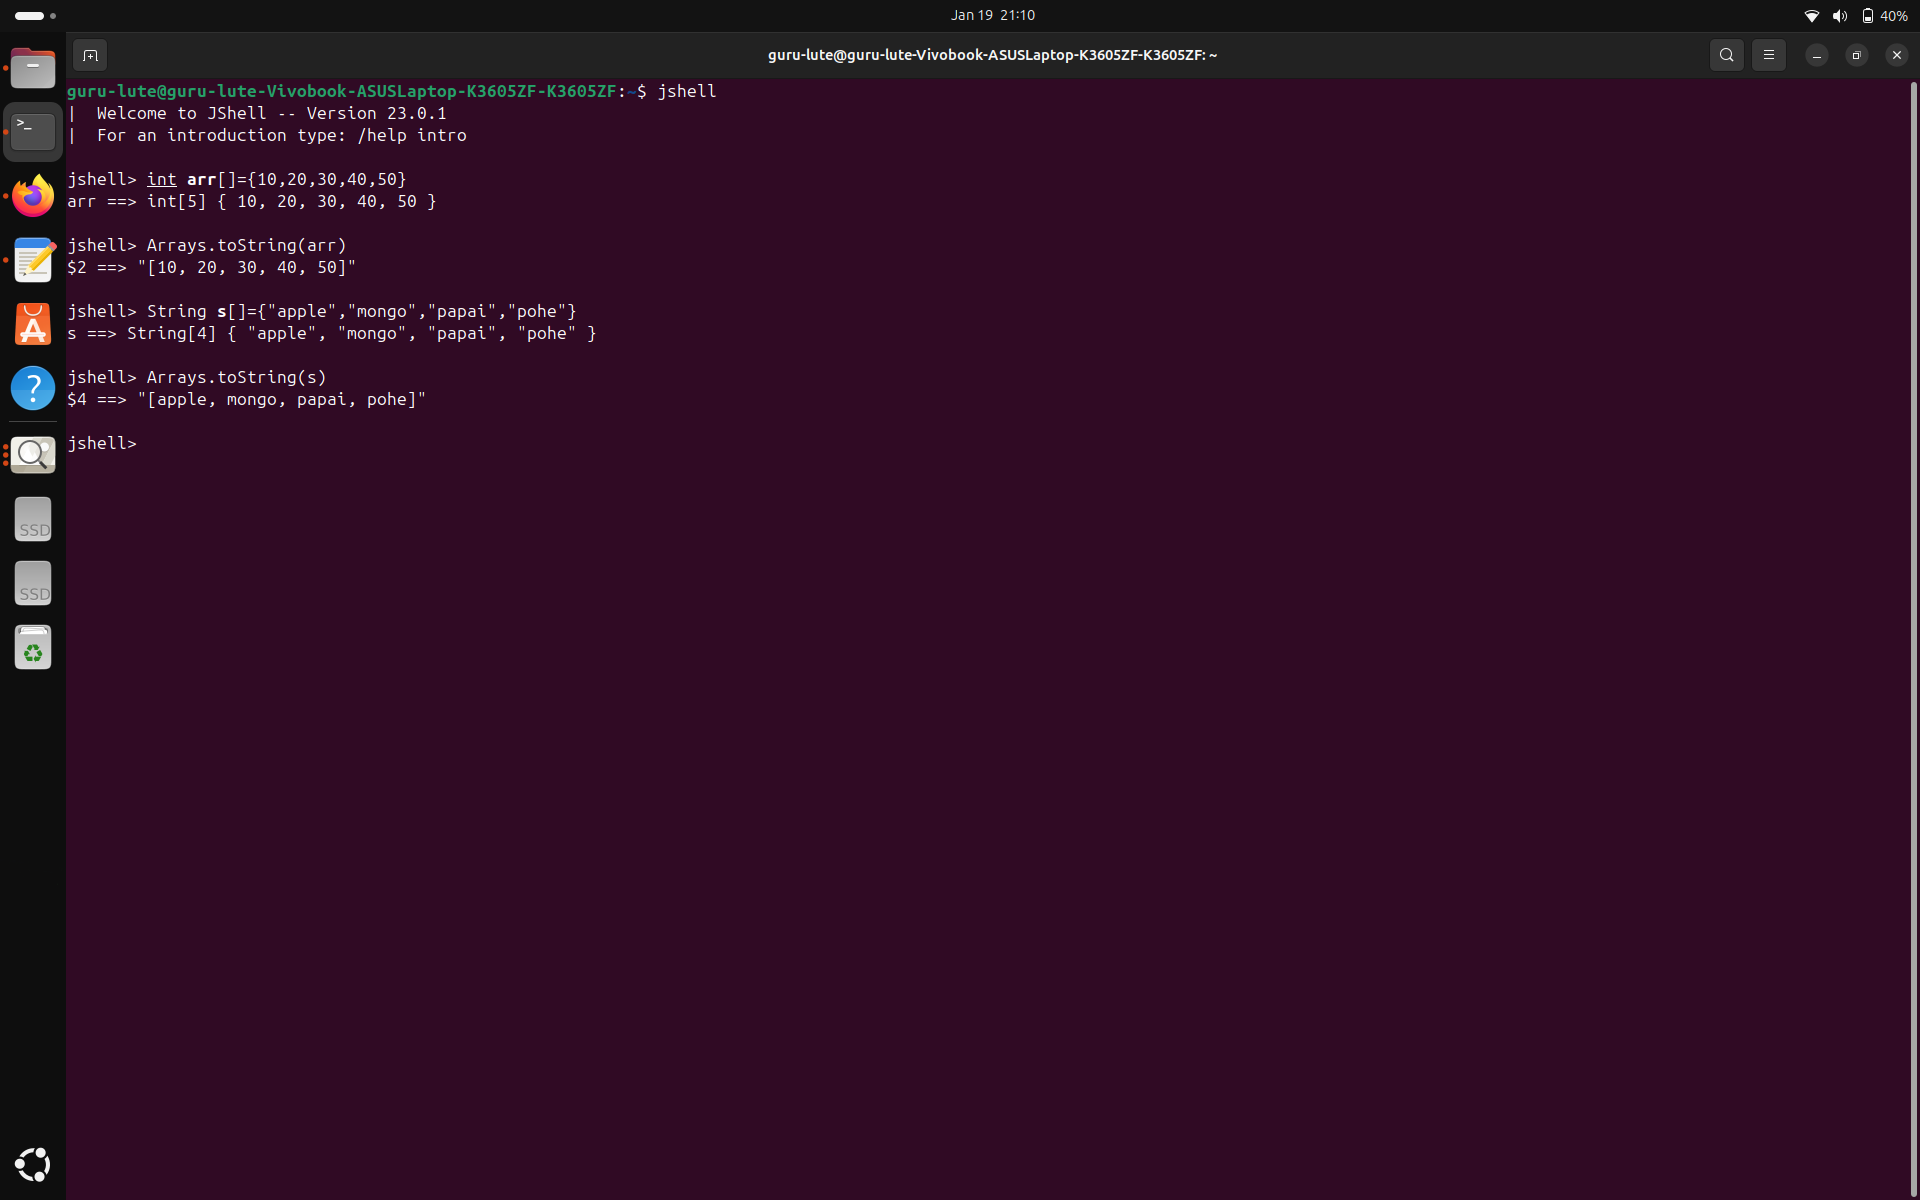 Jan 19 21:10
40%
guru-lute@guru-lute-Vivobook-ASUSLaptop-K3605ZF-K3605ZF: ~
guru-lute@guru-lute-Vivobook-ASUSLaptop-K3605ZF-K3605ZF:~$ jshell
|  Welcome to JShell -- Version 23.0.1
|  For an introduction type: /help intro
jshell> int arr[]={10,20,30,40,50}
arr ==> int[5] { 10, 20, 30, 40, 50 }
jshell> Arrays.toString(arr)
$2 ==> "[10, 20, 30, 40, 50]"
jshell> String s[]={"apple","mongo","papai","pohe"}
s ==> String[4] { "apple", "mongo", "papai", "pohe" }
jshell> Arrays.toString(s)
$4 ==> "[apple, mongo, papai, pohe]"
jshell>
SSD
SSD